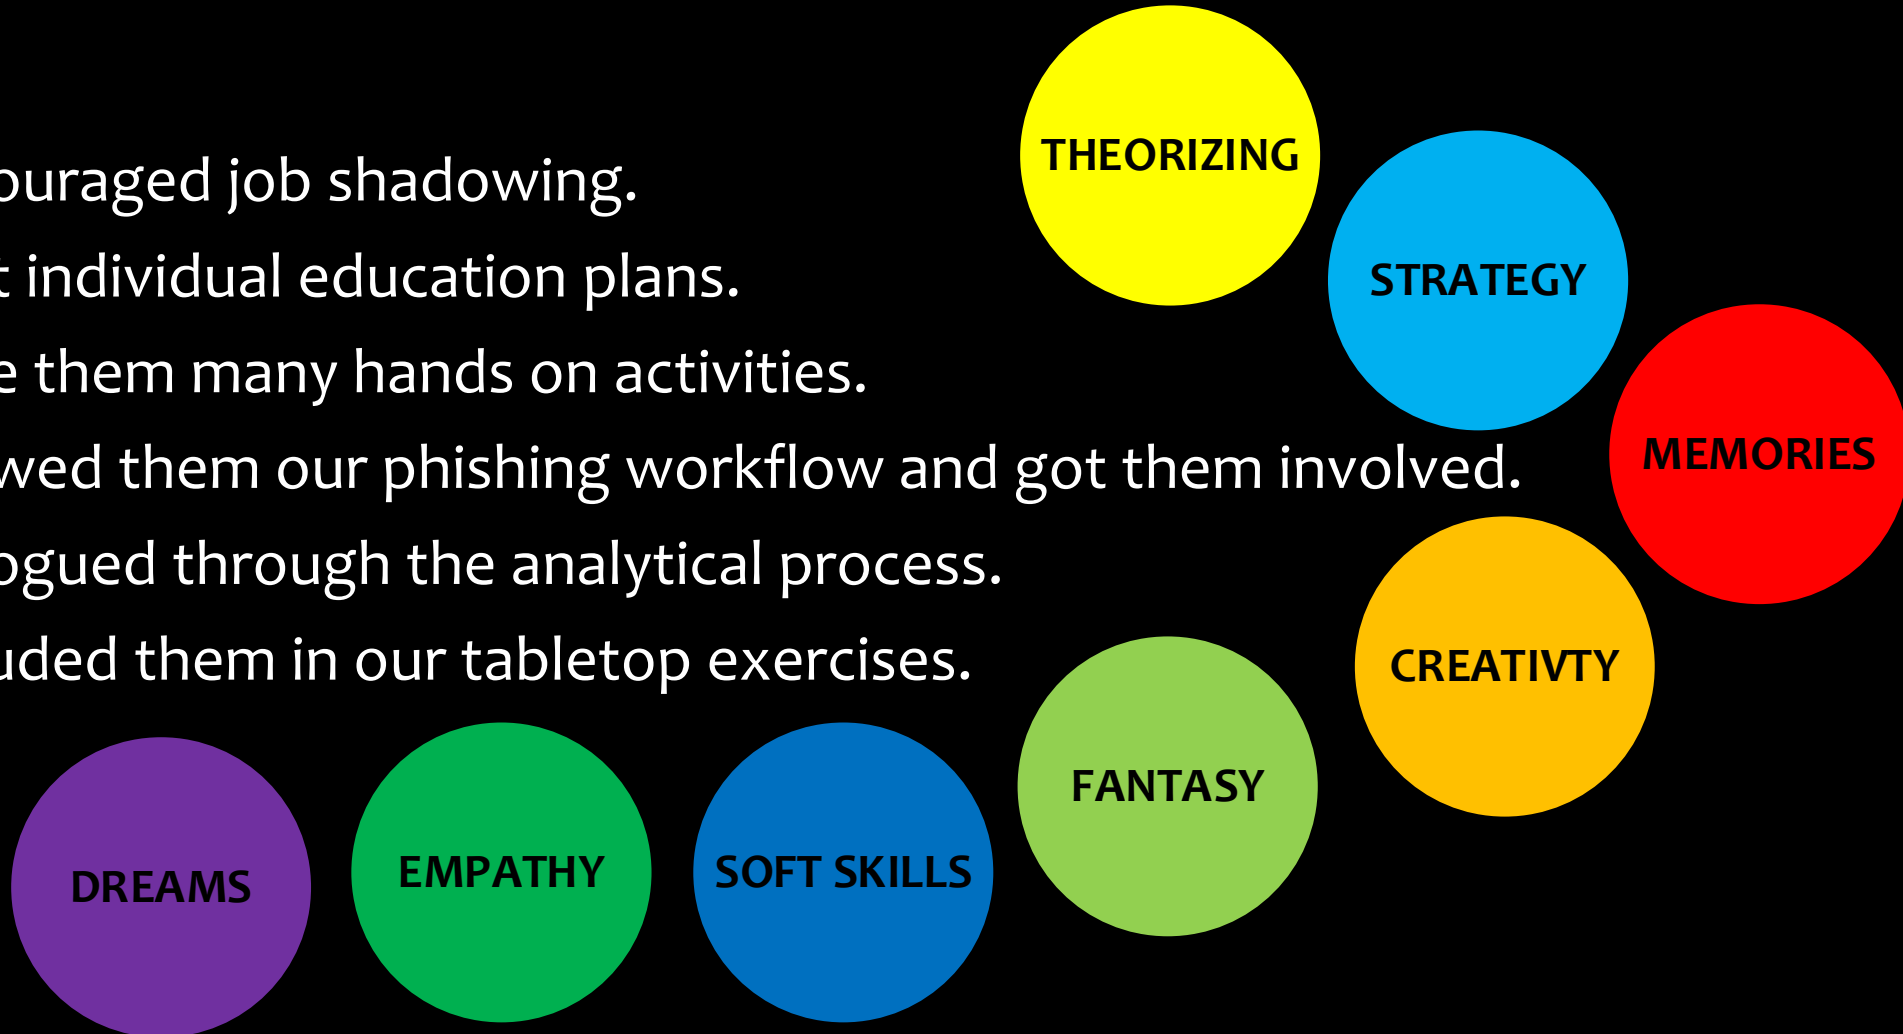 ouraged job shadowing.
t individual education plans.
e them many hands on activities.
wed them our phishing workflow and got them involved.
ogued through the analytical process.
uded them in our tabletop exercises.
THEORIZING
STRATEGY
MEMORIES
CREATIVTY
FANTASY
SOFT SKILLS
EMPATHY
DREAMS